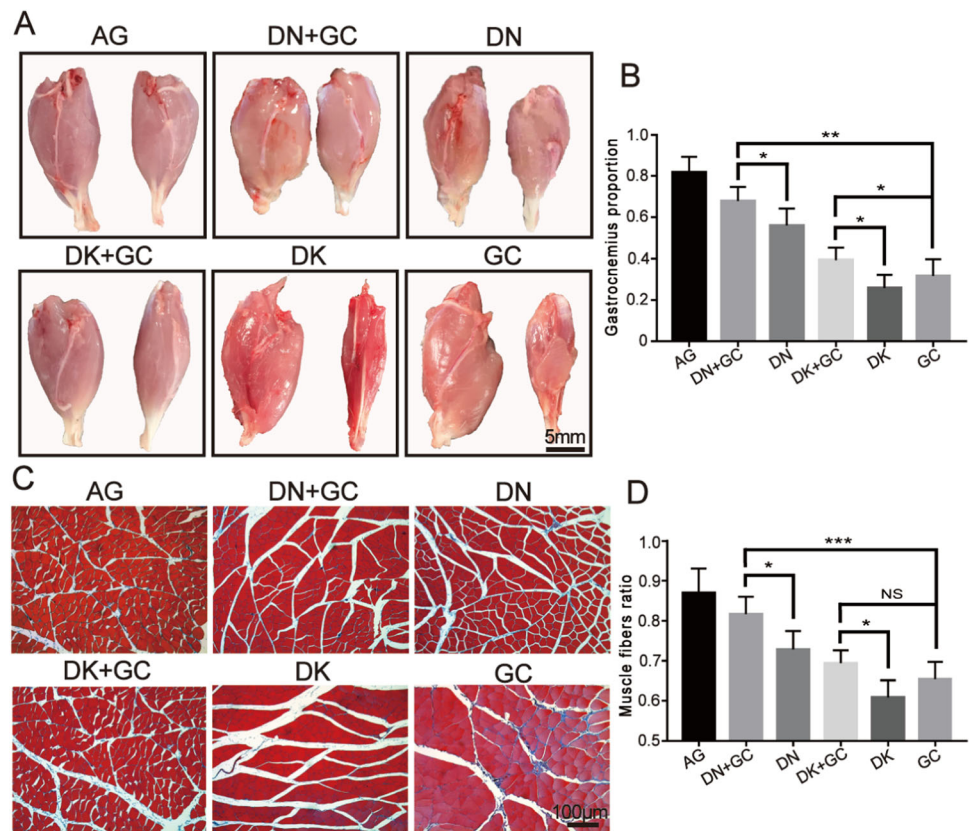 A
AG DN+GC DN
DK+GC DK GC
5mm
B
Gastrocnemius proportion
1.0
0.8
0.6
0.4
0.2
0
**
*
*
*
AG DN+GC DN DK+GC DK GC
C
AG DN+GC DN
DK+GC DK GC
100μm
D
Muscle fibers ratio
1.0
0.9
0.8
0.7
0.6
0.5
***
*
NS
*
AG DN+GC DN DK+GC DK GC